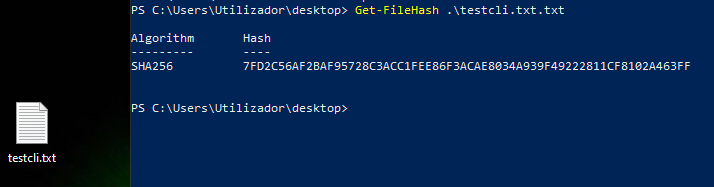 PS C:\Users\Utilizador\desktop> Get-FileHash .\testcli.txt.txt
Algorithm Hash
--------- ----
SHA256 7FD2C56AF2BAF95728C3ACC1FEE86F3ACAE8034A939F49222811CF8102A463FF
PS C:\Users\Utilizador\desktop>
testcli.txt